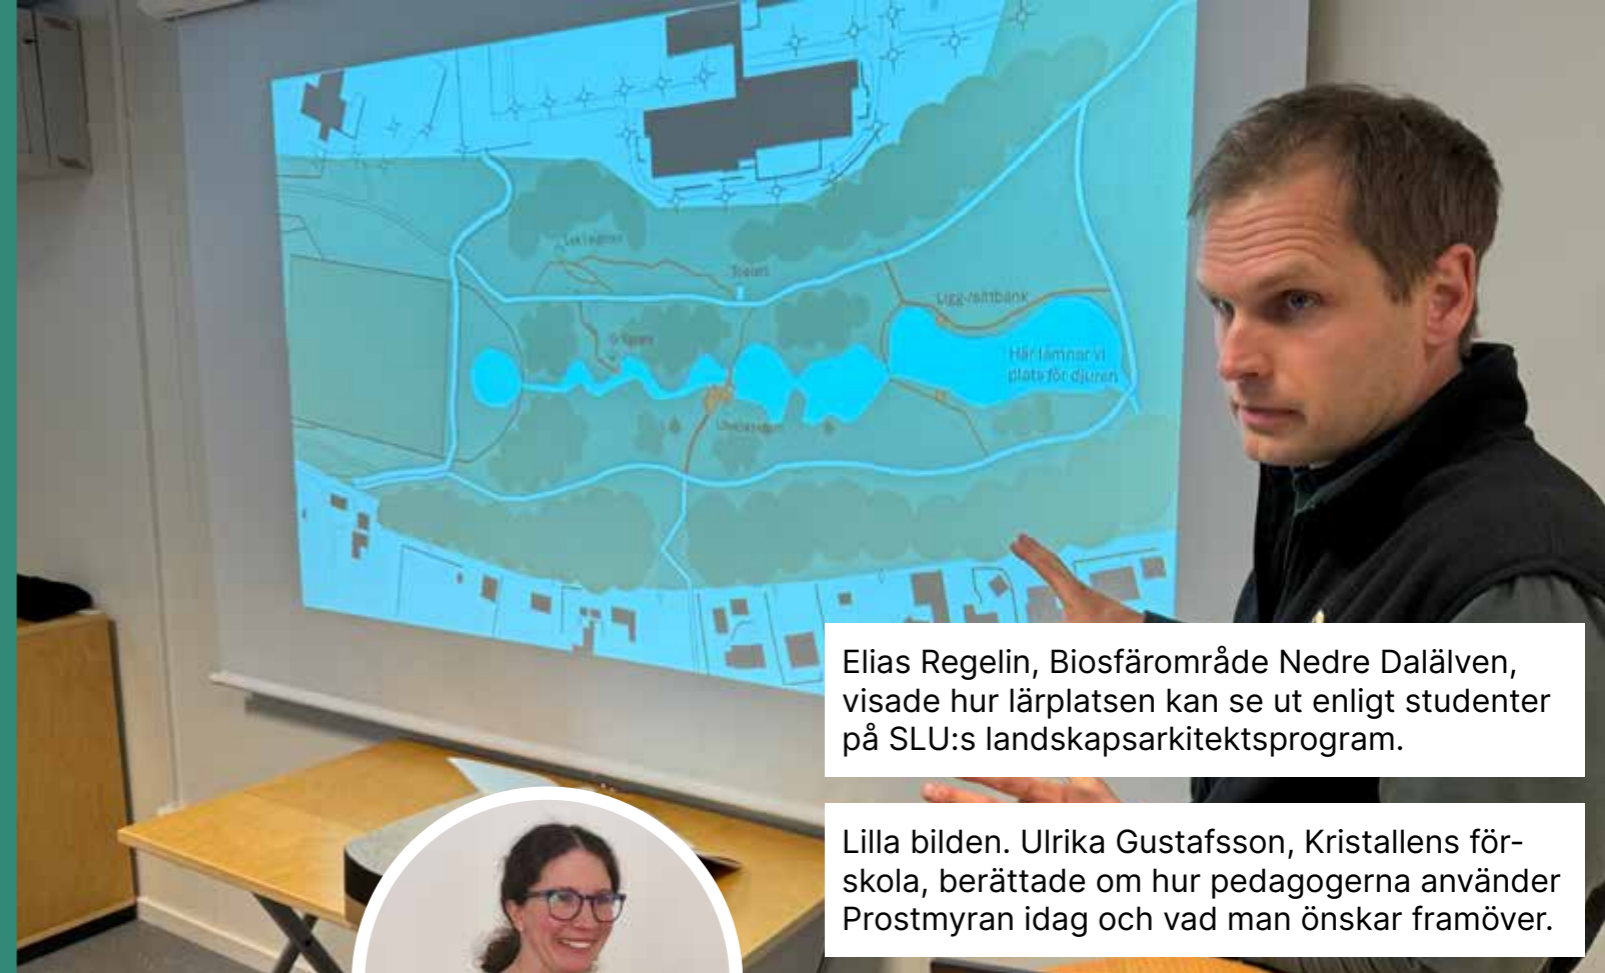 Toalett
Ligg-/sittbänk
Här lämnar vi
plats för djuren
Elias Regelin, Biosfärområde Nedre Dalälven,
visade hur lärplatsen kan se ut enligt studenter
på SLU:s landskapsarkitektsprogram.
Lilla bilden. Ulrika Gustafsson, Kristallens för-
skola, berättade om hur pedagogerna använder
Prostmyran idag och vad man önskar framöver.